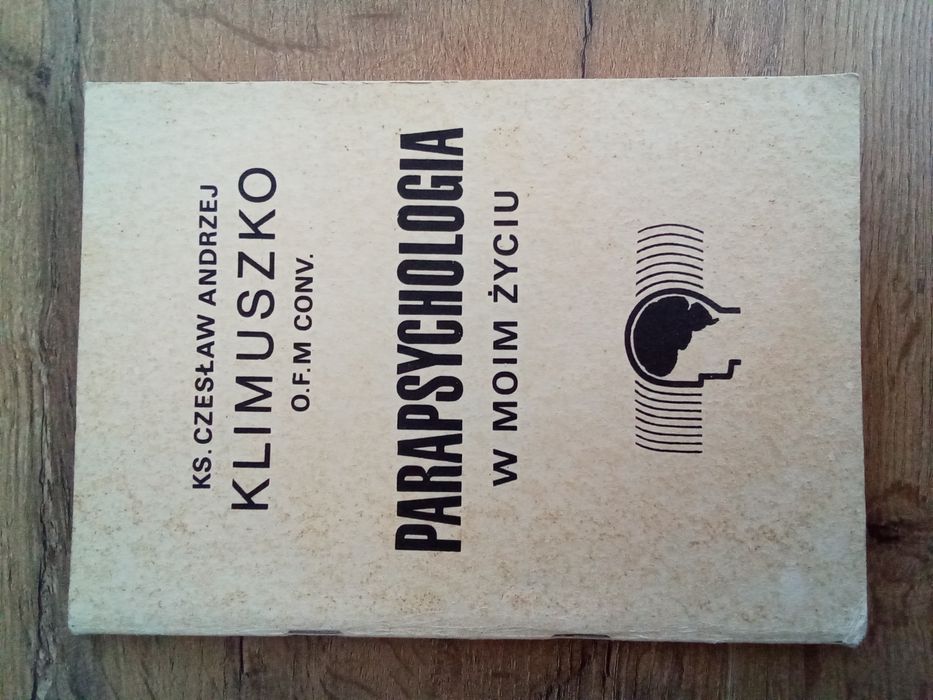 KS. CZESŁAW ANDRZEJ
KLIMUSZKO
O.F.M CONV.
PARAPSYCHOLOGIA
W MOIM ŻYCIU